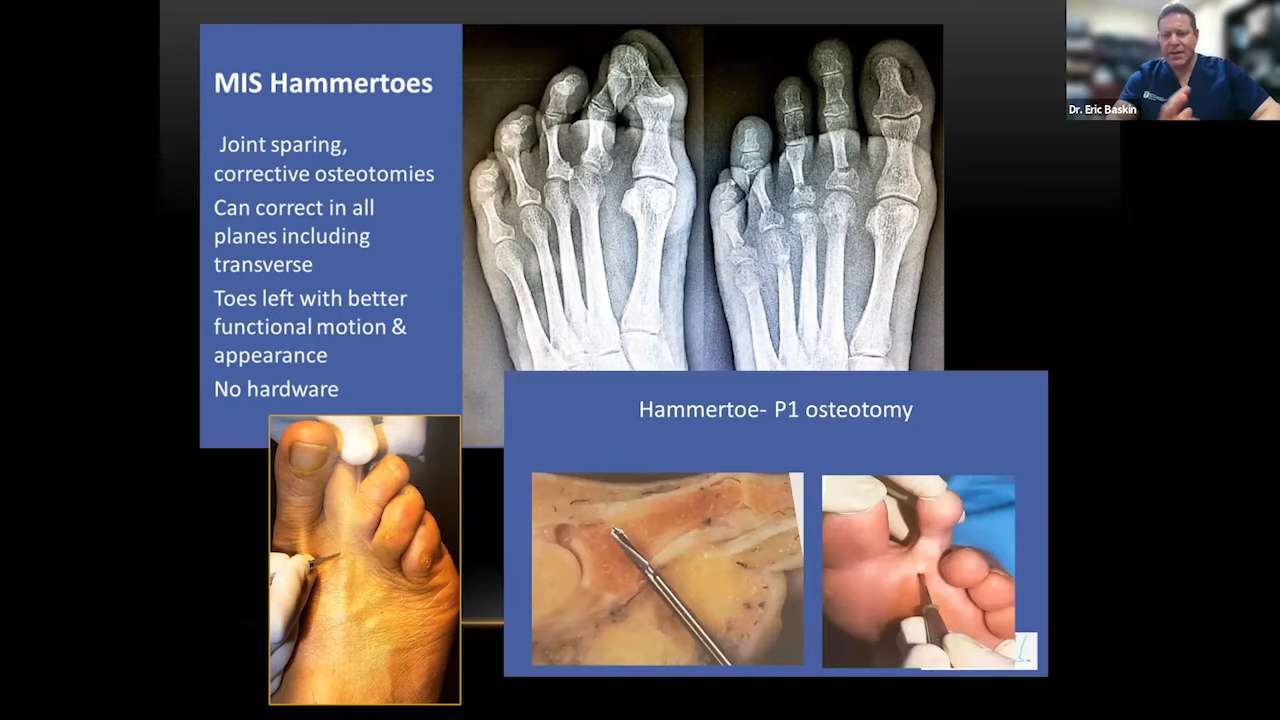 MIS Hammertoes
Joint sparing,
corrective osteotomies
Can correct in all
planes including
transverse
Toes left with better
functional motion &
appearance
No hardware
Hammertoe- P1 osteotomy
Dr. Eric Baskin